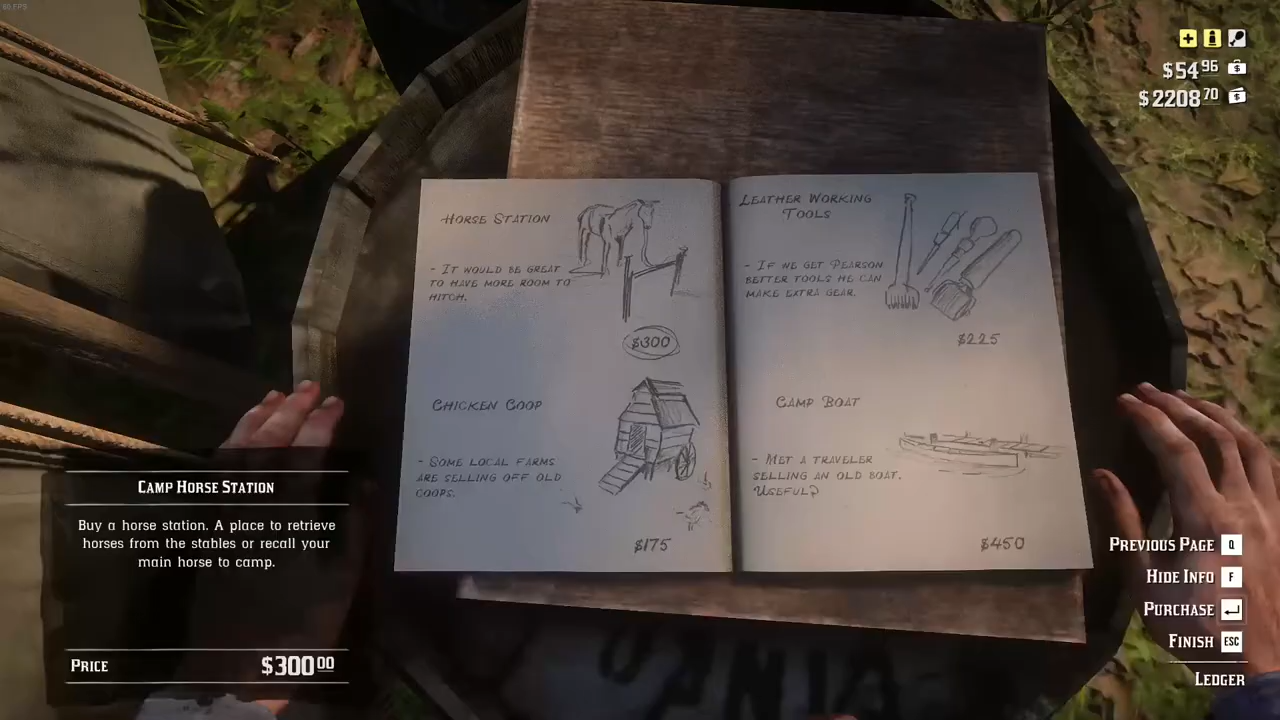 60 FPS
$54 96
$2208 70
HORSE STATION
- IT WOULD BE GREAT
TO HAVE MORE ROOM TO
HITCH.
$300
CHICKEN COOP
- SOME LOCAL FARMS
ARE SELLING OFF OLD
COOPS.
$175
LEATHER WORKING
TOOLS
- IF WE GET PEARSON
BETTER TOOLS HE CAN
MAKE EXTRA GEAR.
$225
CAMP BOAT
- MET A TRAVELER
SELLING AN OLD BOAT.
USEFUL?
$450
CAMP HORSE STATION
Buy a horse station. A place to retrieve
horses from the stables or recall your
main horse to camp.
PRICE $300 00
PREVIOUS PAGE Q
HIDE INFO F
PURCHASE
FINISH ESC
LEDGER